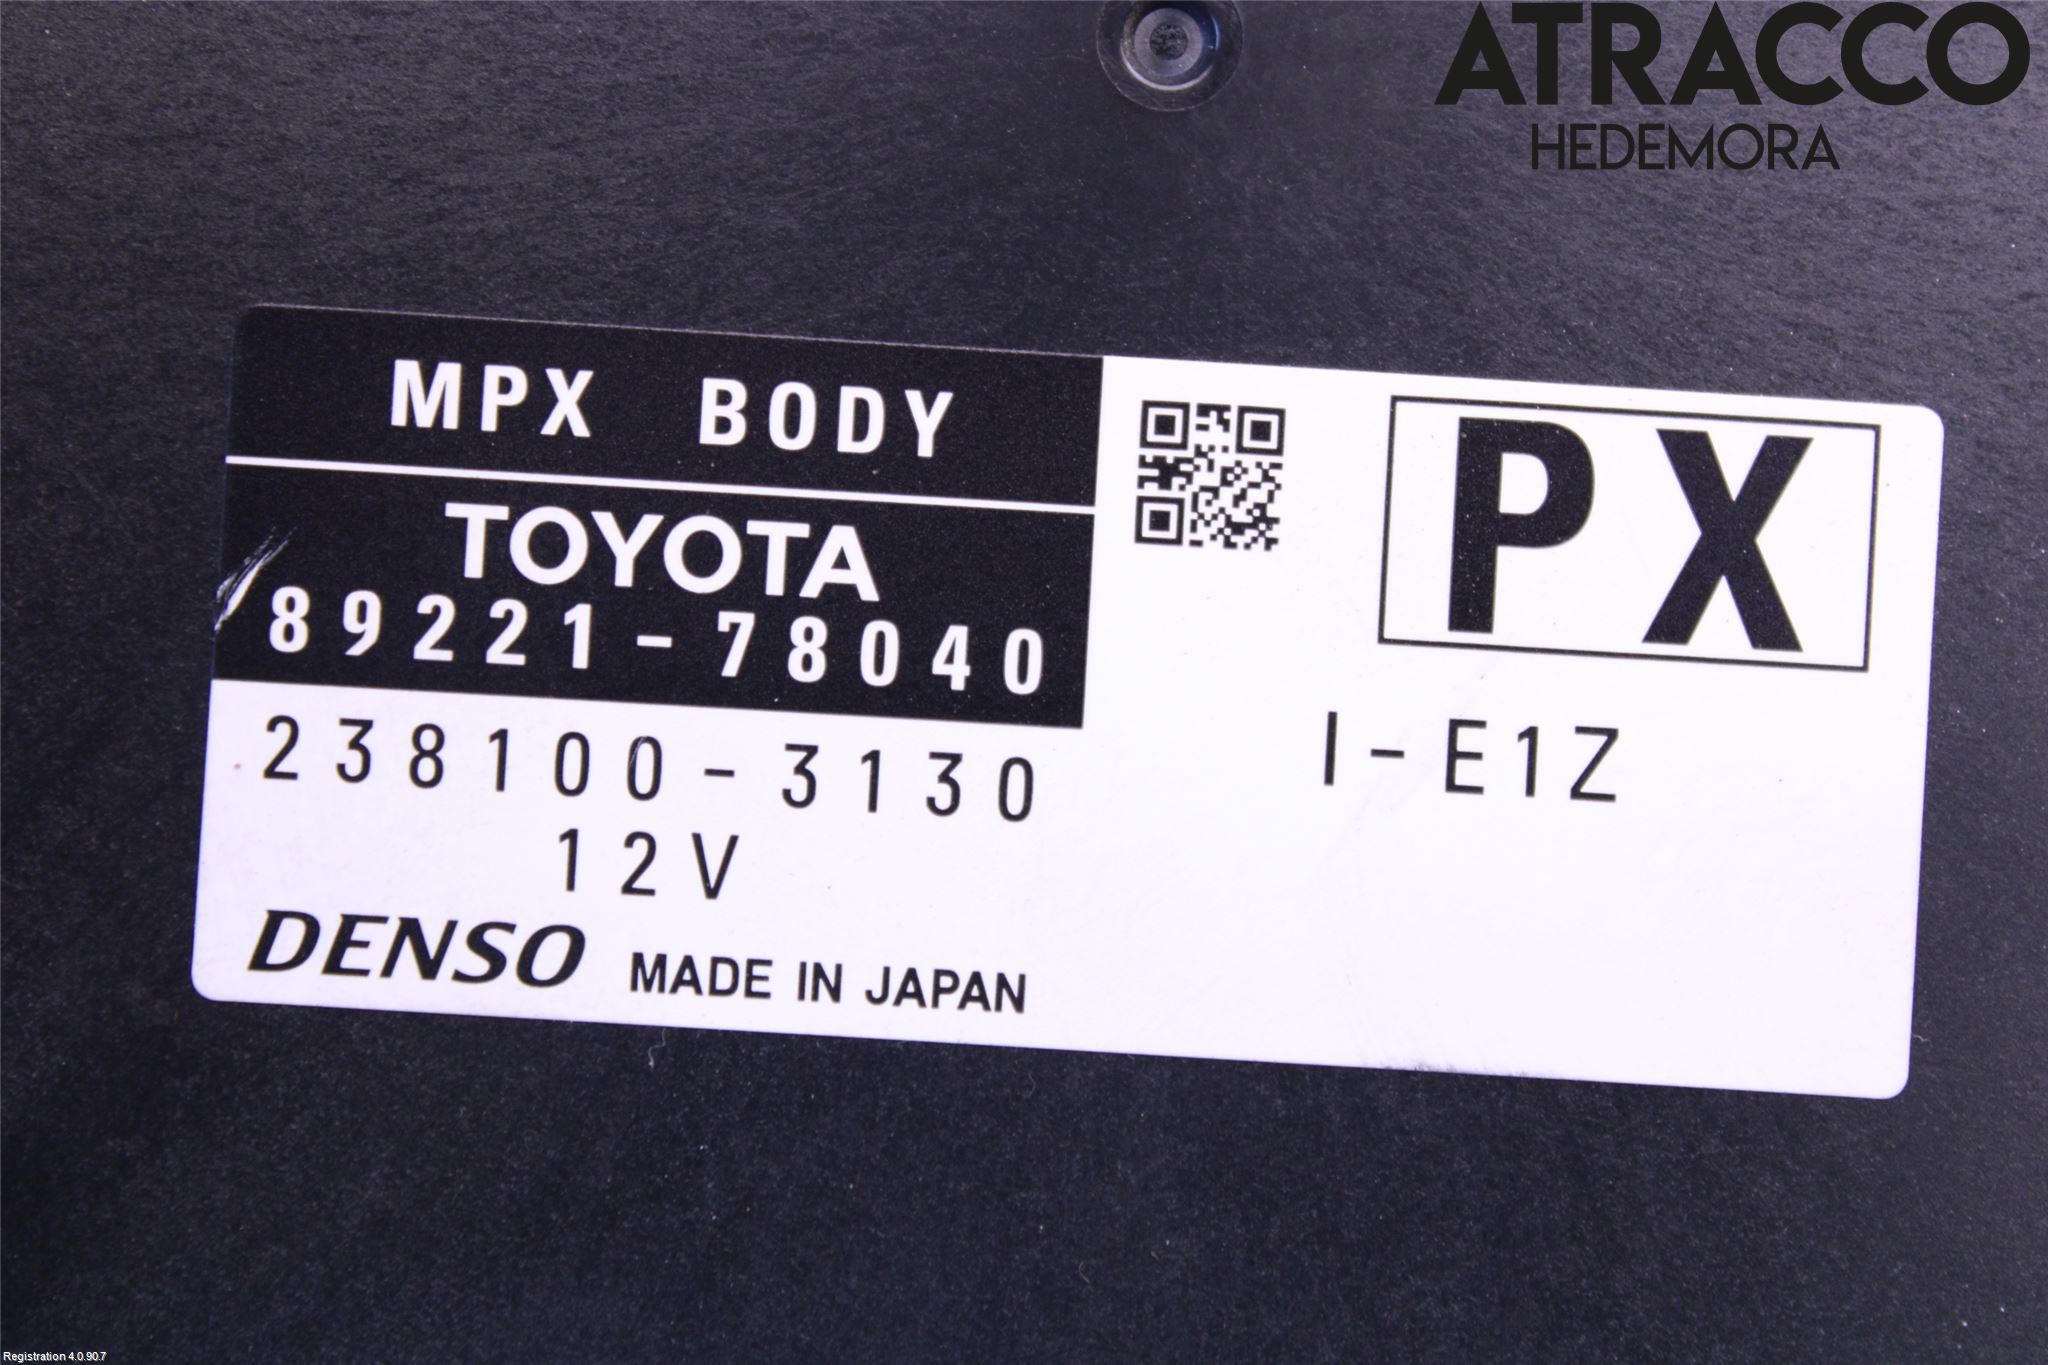 ATRACCO
HEDEMORA
MPX BODY
TOYOTA
89221-78040
238100-3130
12V
DENSO MADE IN JAPAN
PX
I-E1Z
Registration 4.0.90.7